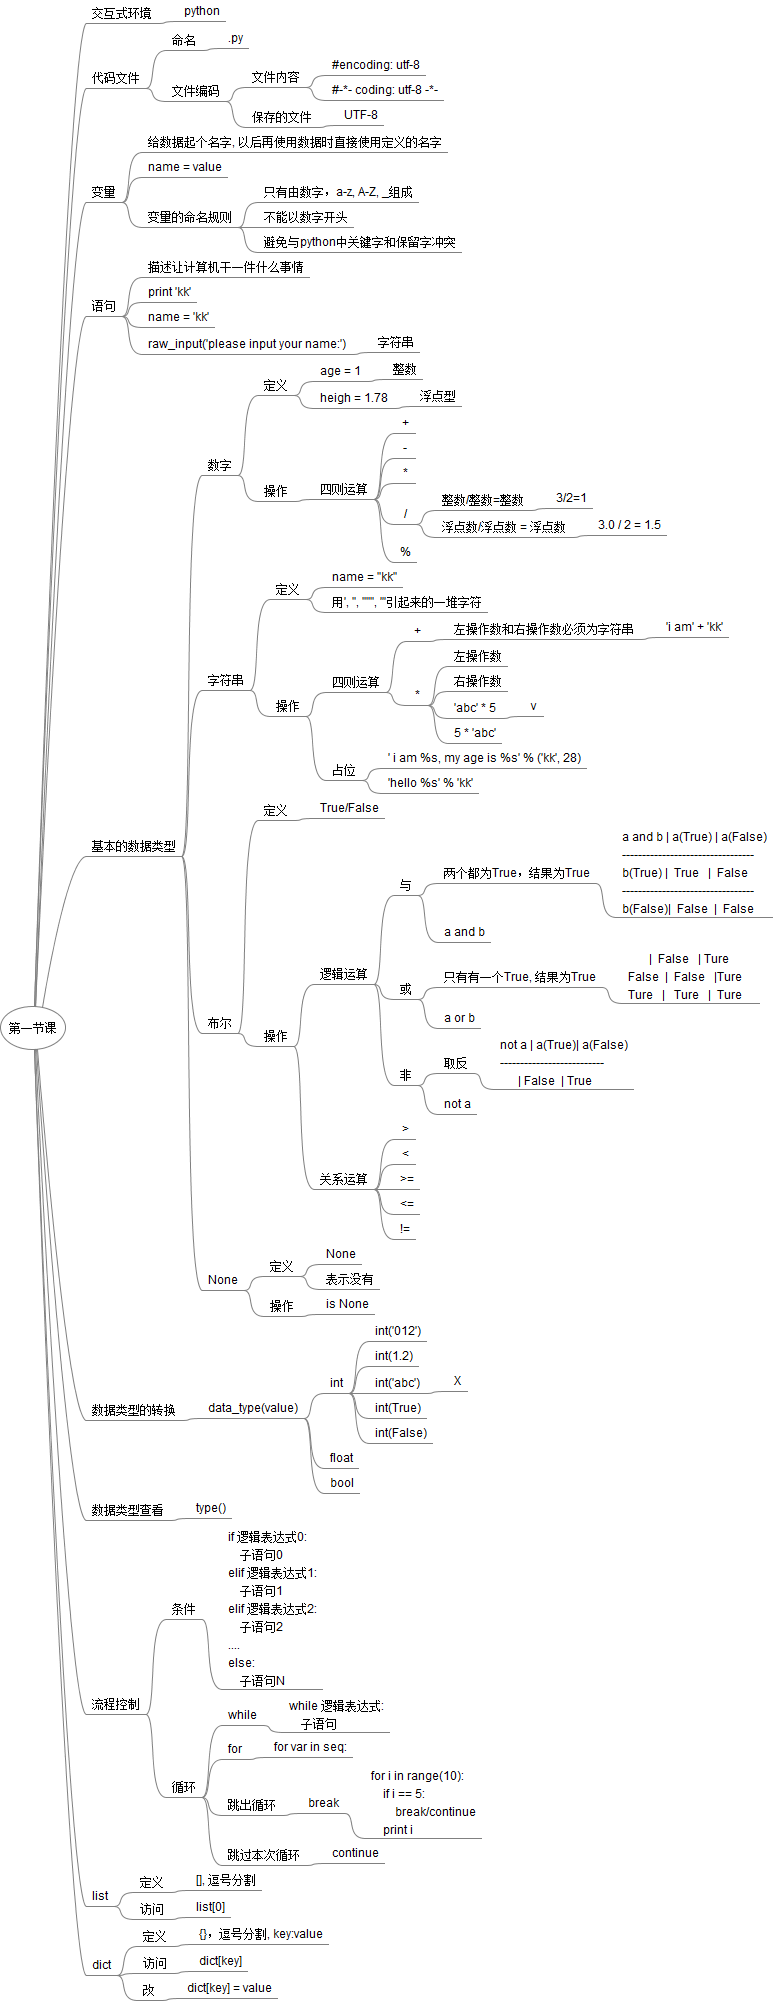 第一节课
交互式环境
python
代码文件
命名
.py
文件编码
文件内容
#encoding: utf-8
#-*- coding: utf-8 -*-
保存的文件
UTF-8
变量
给数据起个名字, 以后再使用数据时直接使用定义的名字
name = value
变量的命名规则
只有由数字，a-z, A-Z, _组成
不能以数字开头
避免与python中关键字和保留字冲突
语句
描述让计算机干一件什么事情
print 'kk'
name = 'kk'
raw_input('please input your name:')
字符串
基本的数据类型
数字
定义
age = 1
整数
heigh = 1.78
浮点型
操作
四则运算
+
-
*
/
整数/整数=整数
3/2=1
浮点数/浮点数 = 浮点数
3.0 / 2 = 1.5
%
字符串
定义
name = "kk"
用', ", """, '''引起来的一堆字符
操作
四则运算
+
左操作数和右操作数必须为字符串
'i am' + 'kk'
*
左操作数
右操作数
'abc' * 5
v
5 * 'abc'
占位
' i am %s, my age is %s' % ('kk', 28)
'hello %s' % 'kk'
布尔
定义
True/False
操作
逻辑运算
与
两个都为True，结果为True
a and b | a(True) | a(False)
---------------------------------
b(True) | True | False
---------------------------------
b(False)| False | False
a and b
或
只有有一个True, 结果为True
| False | Ture
False | False |Ture
Ture | Ture | Ture
a or b
非
取反
not a | a(True)| a(False)
--------------------------
| False | True
not a
关系运算
>
<
>=
<=
!=
None
定义
None
表示没有
操作
is None
数据类型的转换
data_type(value)
int
int('012')
int(1.2)
int('abc')
X
int(True)
int(False)
float
bool
数据类型查看
type()
流程控制
条件
if 逻辑表达式0:
子语句0
elif 逻辑表达式1:
子语句1
elif 逻辑表达式2:
子语句2
....
else:
子语句N
循环
while
while 逻辑表达式:
子语句
for
for var in seq:
跳出循环
break
for i in range(10):
if i == 5:
break/continue
print i
跳过本次循环
continue
list
定义
[], 逗号分割
访问
list[0]
dict
定义
{}，逗号分割, key:value
访问
dict[key]
改
dict[key] = value